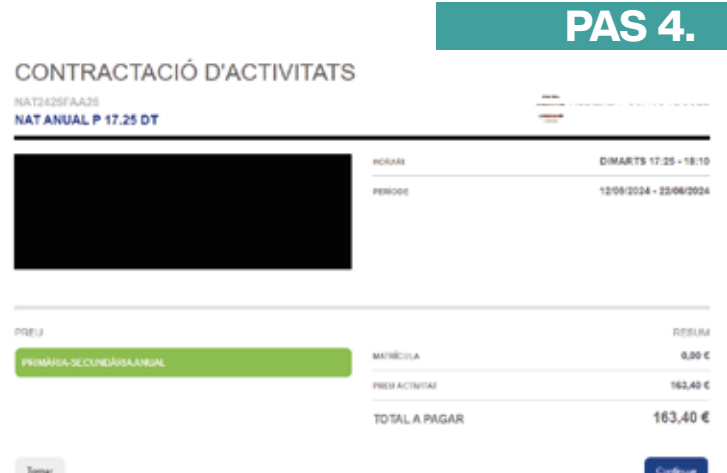 PAS 4.
CONTRACTACIÓ D'ACTIVITATS
NAT2425FAA25
NAT ANUAL P 17.25 DT
HORARI DIMARTS 17:25 - 18:10
PERÍODE 12/09/2024 - 22/06/2024
PREU RESUM
PRIMÀRIA-SECUNDÀRIA ANUAL
MATRÍCULA 0,00 €
PREU ACTIVITAT 163,40 €
TOTAL A PAGAR 163,40 €
Tornar Continuar